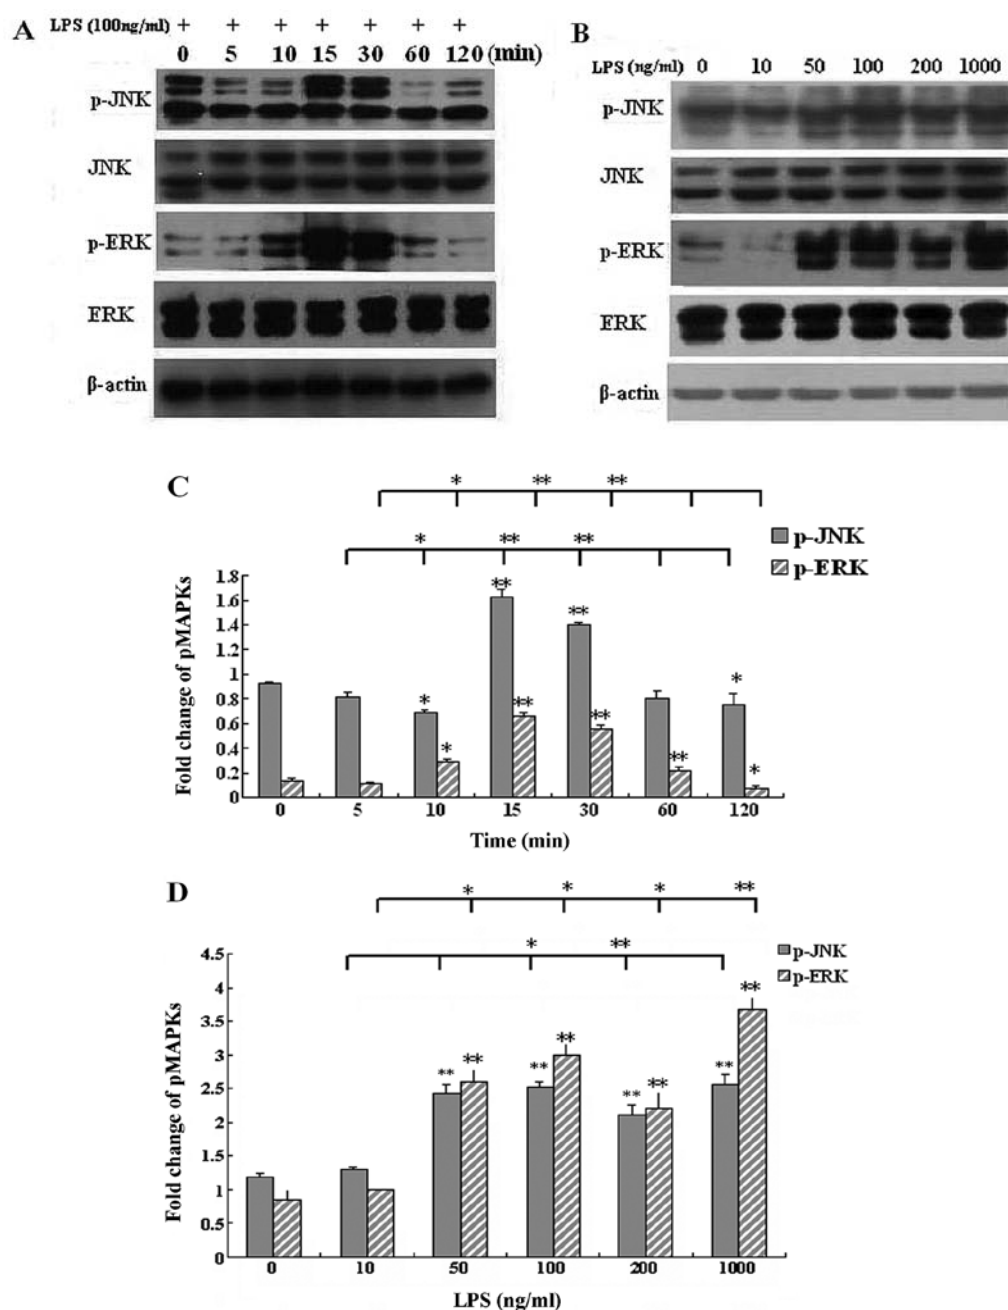 A
LPS (100ng/ml) + + + + + + +
0 5 10 15 30 60 120 (min)
p-JNK
JNK
p-ERK
ERK
β-actin
B
LPS (ng/ml) 0 10 50 100 200 1000
p-JNK
JNK
p-ERK
ERK
β-actin
C
* ** **
* ** **
p-JNK
p-ERK
Fold change of pMAPKs
1.8
1.6
1.4
1.2
1
0.8
0.6
0.4
0.2
0
** ** * ** ** * * ** *
0 5 10 15 30 60 120
Time (min)
D
* * * **
* **
p-JNK
p-ERK
Fold change of pMAPKs
4.5
4
3.5
3
2.5
2
1.5
1
0.5
0
** ** ** ** ** ** ** **
0 10 50 100 200 1000
LPS (ng/ml)